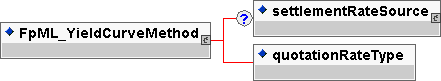 settlementRateSource
?
FpML_YieldCurveMethod
quotationRateType